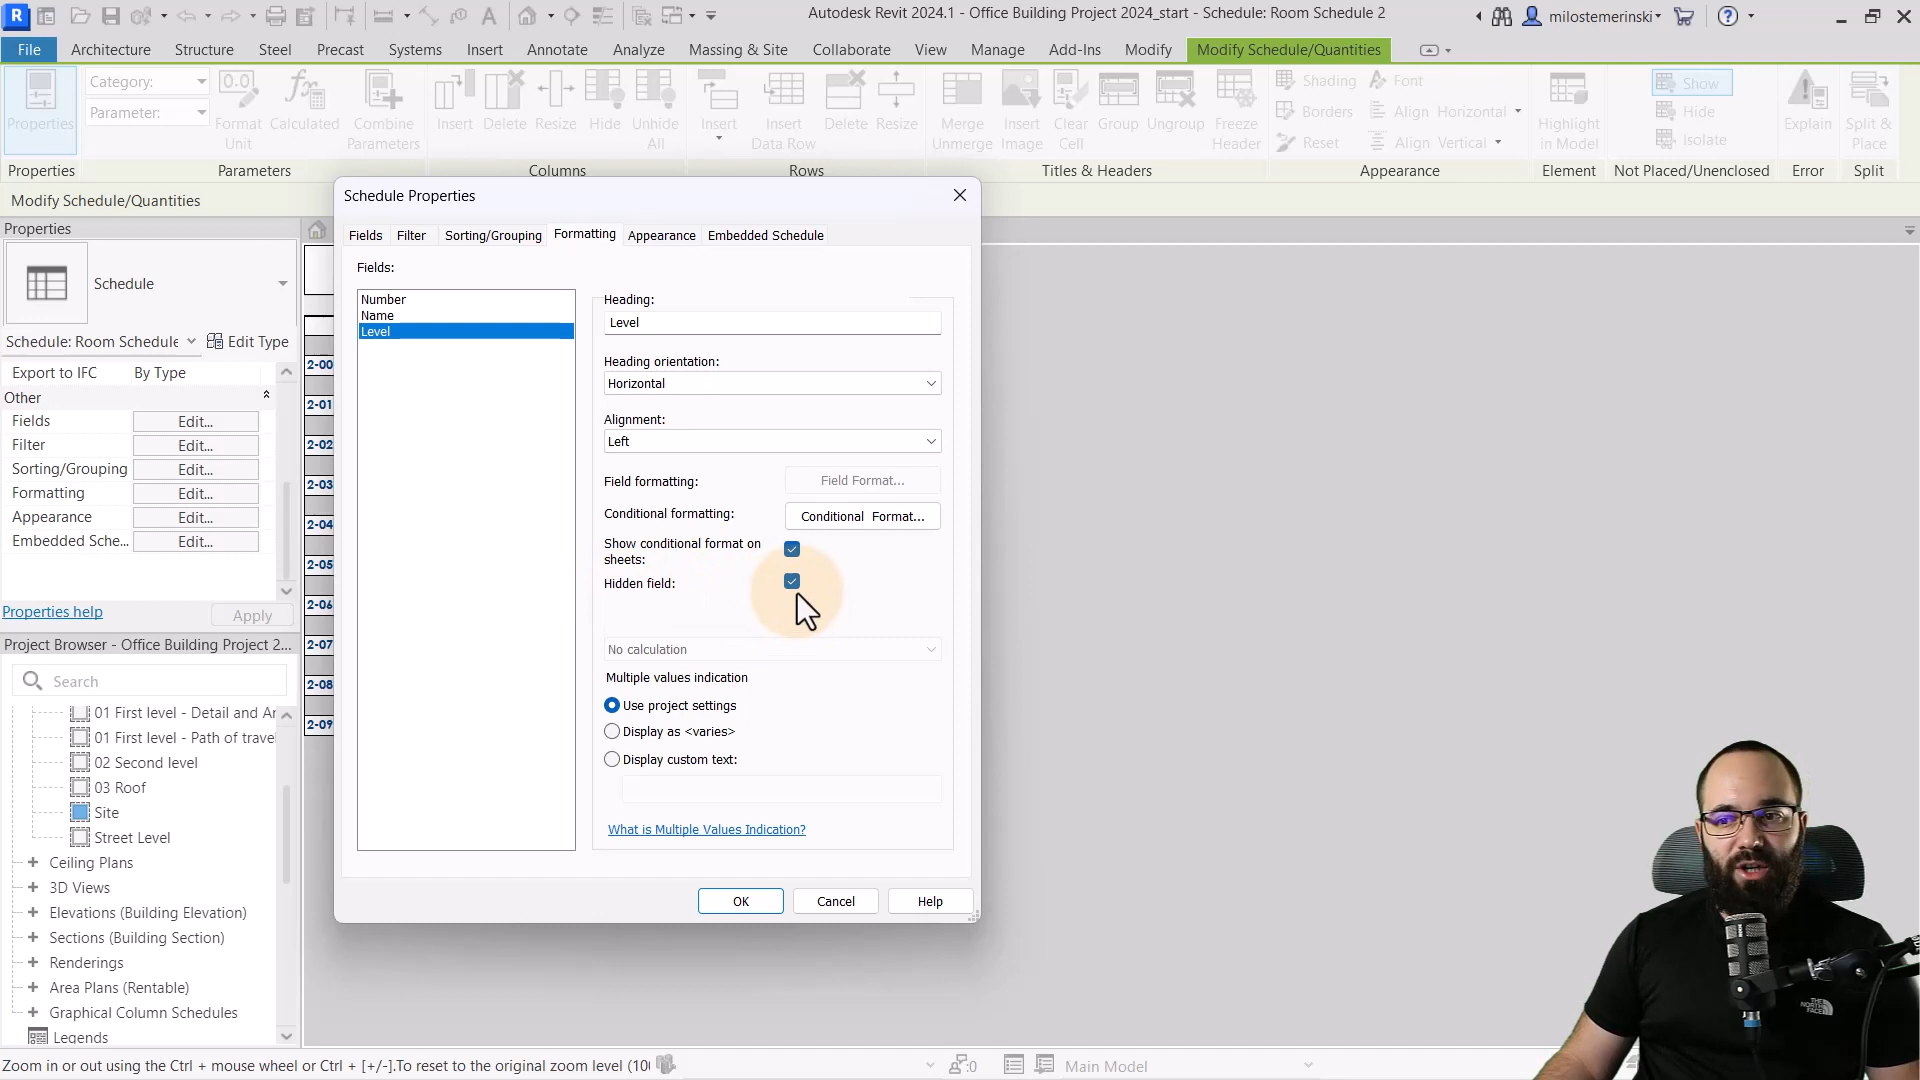 Autodesk Revit 2024.1 - Office Building Project 2024_start - Schedule: Room Schedule 2
milostemerinski
File
Architecture
Structure
Steel
Precast
Systems
Insert
Annotate
Analyze
Massing & Site
Collaborate
View
Manage
Add-Ins
Modify
Modify Schedule/Quantities
Properties
Category:
Parameter:
Format
Unit
Calculated
Combine
Parameters
Insert
Delete
Resize
Hide
Unhide
All
Insert
Insert
Data Row
Delete
Resize
Merge
Unmerge
Insert
Image
Clear
Cell
Group
Ungroup
Freeze
Header
Shading
Borders
Reset
Font
Align Horizontal
Align Vertical
Highlight
in Model
Show
Hide
Isolate
Explain
Split &
Place
Properties
Parameters
Columns
Rows
Titles & Headers
Appearance
Element
Not Placed/Unenclosed
Error
Split
Modify Schedule/Quantities
Properties
Schedule
Schedule: Room Schedule
Edit Type
Export to IFC
By Type
Other
Fields
Edit...
Filter
Edit...
Sorting/Grouping
Edit...
Formatting
Edit...
Appearance
Edit...
Embedded Sche...
Edit...
Properties help
Apply
Project Browser - Office Building Project 2...
Search
01 First level - Detail and Ar
01 First level - Path of trave
02 Second level
03 Roof
Site
Street Level
Ceiling Plans
3D Views
Elevations (Building Elevation)
Sections (Building Section)
Renderings
Area Plans (Rentable)
Graphical Column Schedules
Legends
2-00
2-01
2-02
2-03
2-04
2-05
2-06
2-07
2-08
2-09
Schedule Properties
Fields
Filter
Sorting/Grouping
Formatting
Appearance
Embedded Schedule
Fields:
Number
Name
Level
Heading:
Level
Heading orientation:
Horizontal
Alignment:
Left
Field formatting:
Field Format...
Conditional formatting:
Conditional Format...
Show conditional format on
sheets:
Hidden field:
No calculation
Multiple values indication
Use project settings
Display as <varies>
Display custom text:
What is Multiple Values Indication?
OK
Cancel
Help
Zoom in or out using the Ctrl + mouse wheel or Ctrl + [+/-].To reset to the original zoom level (10
:0
Main Model
THE
NORTH
FACE